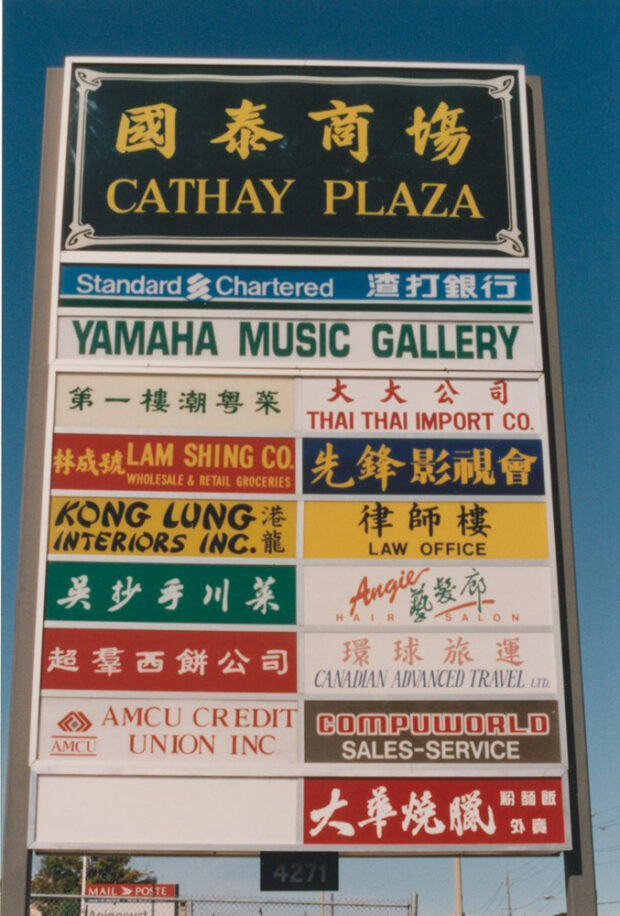 國泰商場
CATHAY PLAZA
Standard Chartered 渣打銀行
YAMAHA MUSIC GALLERY
第一樓潮粤菜
大大公司
THAI THAI IMPORT CO.
林成號 LAM SHING CO.
WHOLESALE & RETAIL GROCERIES
先鋒影視會
KONG LUNG 港龍
INTERIORS INC.
律師樓
LAW OFFICE
吳抄手川菜
Angie 藝髮廊
HAIR SALON
超羣西餅公司
環球旅運
CANADIAN ADVANCED TRAVEL LTD.
AMCU
AMCU CREDIT
UNION INC
COMPUWORLD
SALES-SERVICE
大華燒臘 粉麵飯
外賣
4271
MAIL POSTE
Agincourt